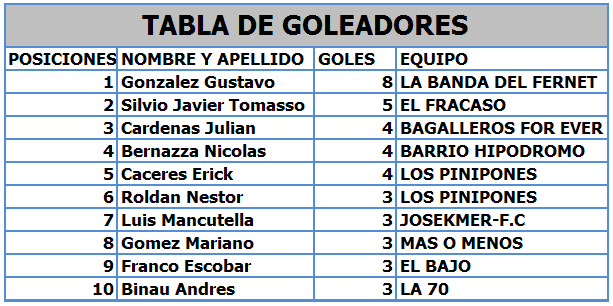 TABLA DE GOLEADORES
POSICIONES NOMBRE Y APELLIDO GOLES EQUIPO
1 Gonzalez Gustavo 8 LA BANDA DEL FERNET
2 Silvio Javier Tomasso 5 EL FRACASO
3 Cardenas Julian 4 BAGALLEROS FOR EVER
4 Bernazza Nicolas 4 BARRIO HIPODROMO
5 Caceres Erick 4 LOS PINIPONES
6 Roldan Nestor 3 LOS PINIPONES
7 Luis Mancutella 3 JOSEKMER-F.C
8 Gomez Mariano 3 MAS O MENOS
9 Franco Escobar 3 EL BAJO
10 Binau Andres 3 LA 70